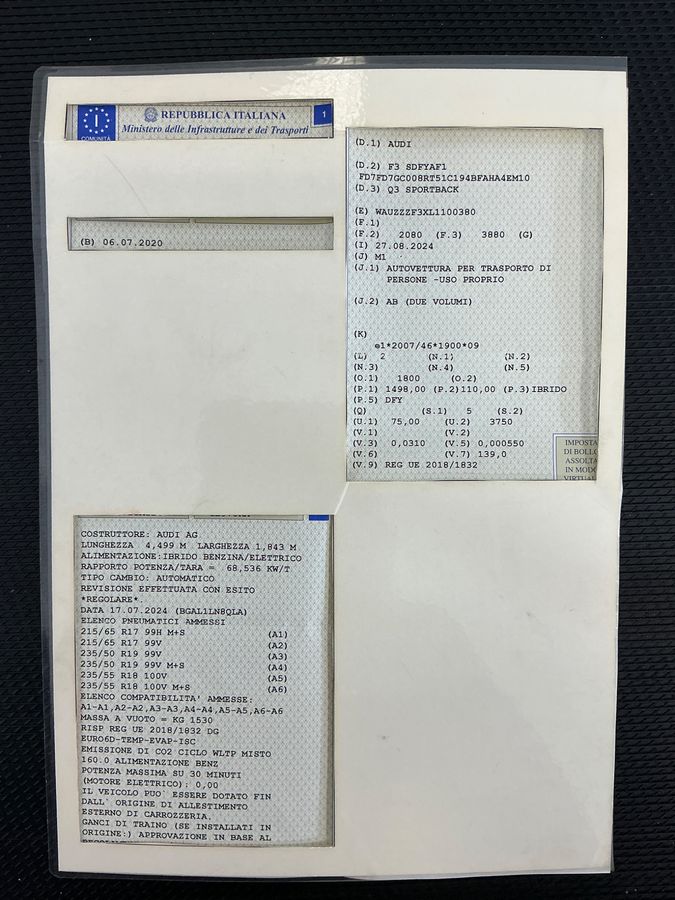 I
COMUNITÀ
REPUBBLICA ITALIANA
Ministero delle Infrastrutture e dei Trasporti
1
(B) 06.07.2020
(D.1) AUDI
(D.2) F3 SDFYAF1
FD7FD7GC008RT51C194BFAHA4EM10
(D.3) Q3 SPORTBACK
(E) WAUZZZF3XL1100380
(F.1)
(F.2) 2080 (F.3) 3880 (G)
(I) 27.08.2024
(J) M1
(J.1) AUTOVETTURA PER TRASPORTO DI
PERSONE -USO PROPRIO
(J.2) AB (DUE VOLUMI)
(K)
e1*2007/46*1900*09
(L) 2 (N.1) (N.2)
(N.3) (N.4) (N.5)
(O.1) 1800 (O.2)
(P.1) 1498,00 (P.2)110,00 (P.3)IBRIDO
(P.5) DFY
(Q) (S.1) 5 (S.2)
(U.1) 75,00 (U.2) 3750
(V.1) (V.2)
(V.3) 0,0310 (V.5) 0,000550
(V.6) (V.7) 139,0
(V.9) REG UE 2018/1832
IMPOSTA
DI BOLLO
ASSOLTA
IN MODO
VIRTUAL
COSTRUTTORE: AUDI AG
LUNGHEZZA 4,499 M LARGHEZZA 1,843 M
ALIMENTAZIONE:IBRIDO BENZINA/ELETTRICO
RAPPORTO POTENZA/TARA = 68,536 KW/T
TIPO CAMBIO: AUTOMATICO
REVISIONE EFFETTUATA CON ESITO
*REGOLARE*.
DATA 17.07.2024 (BGAL1LN8QLA)
ELENCO PNEUMATICI AMMESSI
215/65 R17 99H M+S (A1)
215/65 R17 99V (A2)
235/50 R19 99V (A3)
235/50 R19 99V M+S (A4)
235/55 R18 100V (A5)
235/55 R18 100V M+S (A6)
ELENCO COMPATIBILITA' AMMESSE:
A1-A1,A2-A2,A3-A3,A4-A4,A5-A5,A6-A6
MASSA A VUOTO = KG 1530
RISP REG UE 2018/1832 DG
EURO6D-TEMP-EVAP-ISC
EMISSIONE DI CO2 CICLO WLTP MISTO
160.0 ALIMENTAZIONE BENZ
POTENZA MASSIMA SU 30 MINUTI
(MOTORE ELETTRICO): 0,00
IL VEICOLO PUO` ESSERE DOTATO FIN
DALL` ORIGINE DI ALLESTIMENTO
ESTERNO DI CARROZZERIA.
GANCI DI TRAINO (SE INSTALLATI IN
ORIGINE:) APPROVAZIONE IN BASE AL